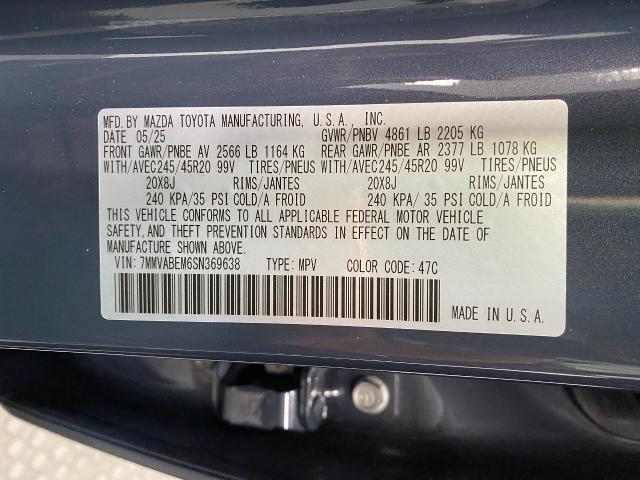 MFD. BY MAZDA TOYOTA MANUFACTURING, U.S.A., INC.
DATE 05/25 GVWR/PNBV 4861 LB 2205 KG
FRONT GAWR/PNBE AV 2566 LB 1164 KG REAR GAWR/PNBE AR 2377 LB 1078 KG
WITH/AVEC245/45R20 99V TIRES/PNEUS WITH/AVEC245/45R20 99V TIRES/PNEUS
20X8J RIMS/JANTES 20X8J RIMS/JANTES
240 KPA/35 PSI COLD/A FROID 240 KPA/ 35 PSI COLD/A FROID
THIS VEHICLE CONFORMS TO ALL APPLICABLE FEDERAL MOTOR VEHICLE
SAFETY, AND THEFT PREVENTION STANDARDS IN EFFECT ON THE DATE OF
MANUFACTURE SHOWN ABOVE.
VIN: 7MMVABEM6SN369638 TYPE: MPV COLOR CODE: 47C
MADE IN U.S.A.